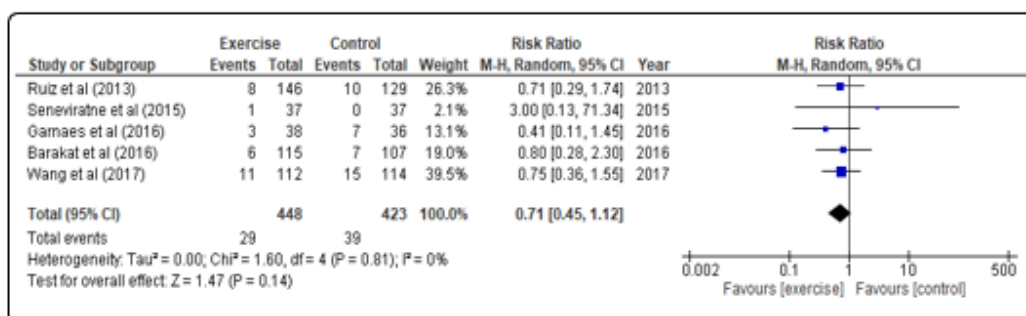 Exercise Control Risk Ratio Risk Ratio
Study or Subgroup Events Total Events Total Weight M-H, Random, 95% CI Year M-H, Random, 95% CI
Ruiz et al (2013) 8 146 10 129 26.3% 0.71 [0.29, 1.74] 2013
Seneviratne et al (2015) 1 37 0 37 2.1% 3.00 [0.13, 71.34] 2015
Garnaes et al (2016) 3 38 7 36 13.1% 0.41 [0.11, 1.45] 2016
Barakat et al (2016) 6 115 7 107 19.0% 0.80 [0.28, 2.30] 2016
Wang et al (2017) 11 112 15 114 39.5% 0.75 [0.36, 1.55] 2017
Total (95% CI) 448 423 100.0% 0.71 [0.45, 1.12]
Total events 29 39
Heterogeneity: Tau² = 0.00; Chi² = 1.60, df = 4 (P = 0.81); I² = 0%
Test for overall effect: Z = 1.47 (P = 0.14)
0.002 0.1 1 10 500
Favours [exercise] Favours [control]